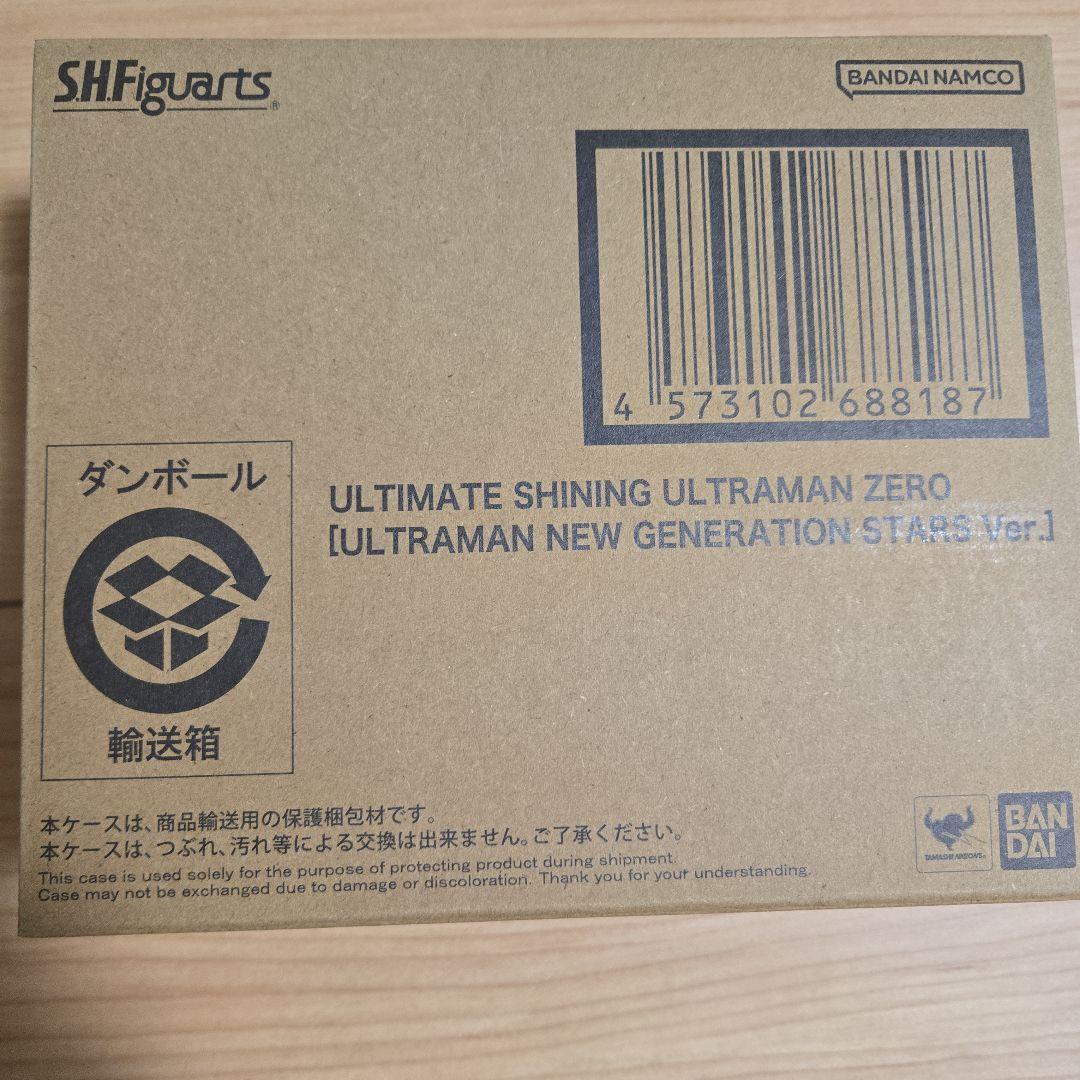 S.H.Figuarts®
BANDAI NAMCO
4 573102 688187
ダンボール
輸送箱
ULTIMATE SHINING ULTRAMAN ZERO
[ULTRAMAN NEW GENERATION STARS Ver.]
本ケースは、商品輸送用の保護梱包材です。
本ケースは、つぶれ、汚れ等による交換は出来ません。ご了承ください。
This case is used solely for the purpose of protecting product during shipment.
Case may not be exchanged due to damage or discoloration. Thank you for your understanding.
TAMASHII NATIONS
BAN
DAI